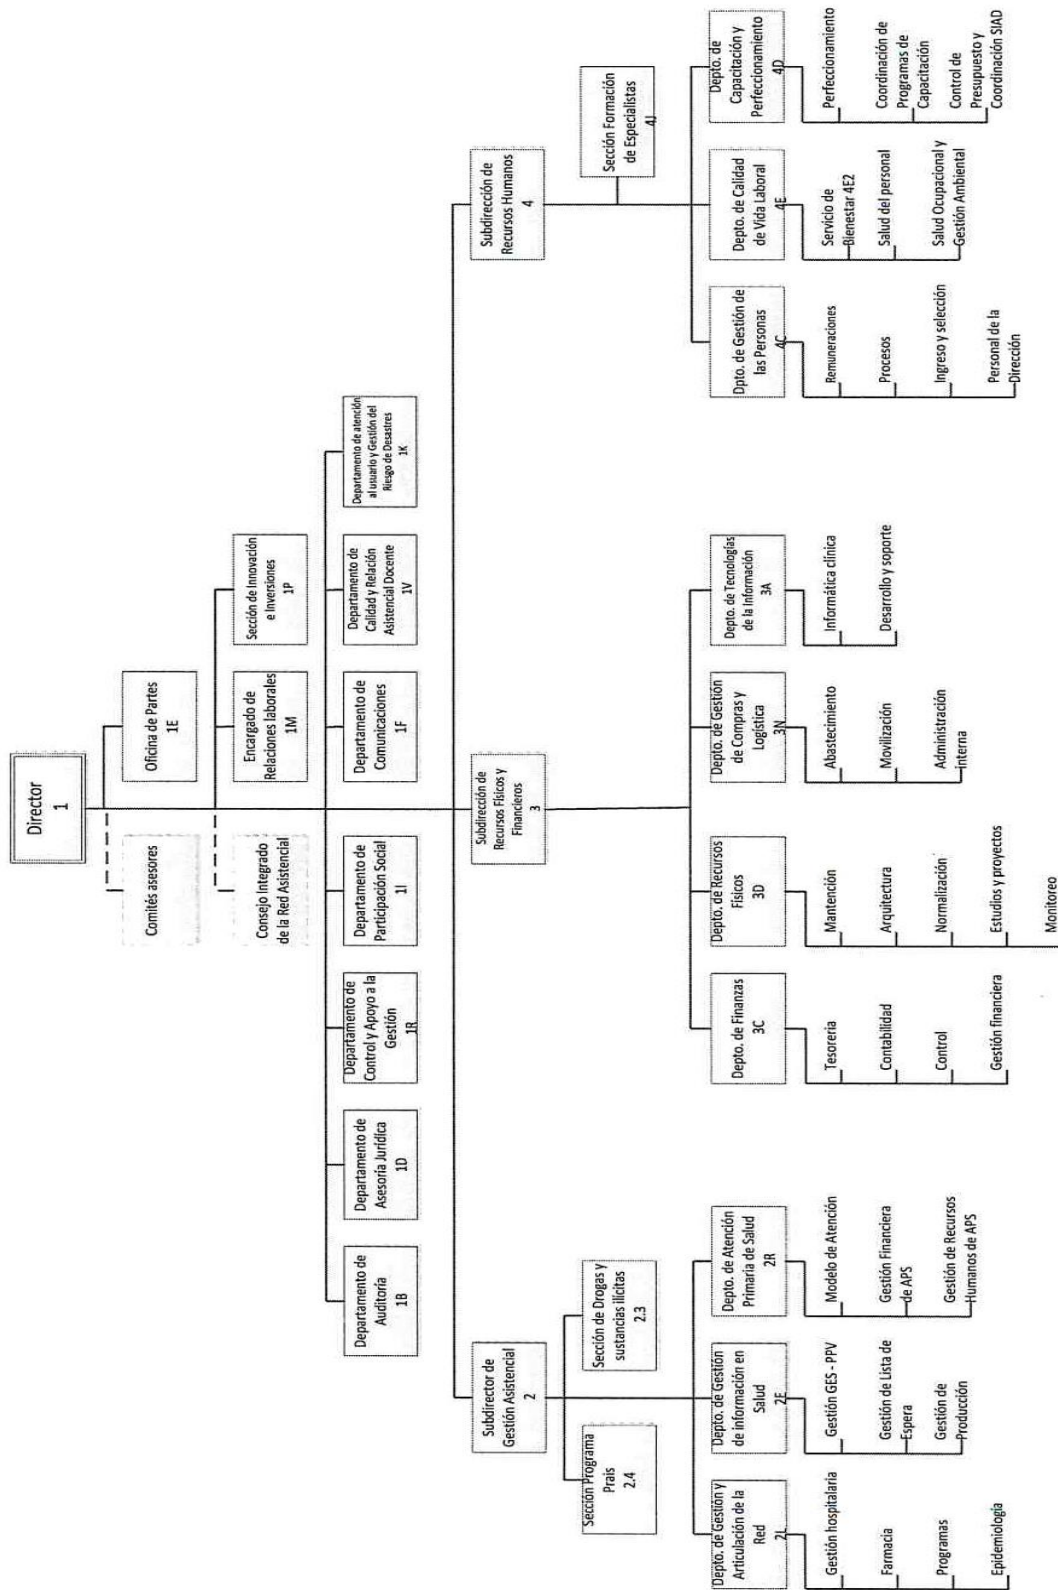 Director
1
Comités asesores
Oficina de Partes
1E
Consejo Integrado
de la Red Asistencial
Encargado de
Relaciones laborales
1M
Sección de Innovación
e Inversiones
1P
Departamento de
Auditoría
1B
Departamento de
Asesoría Jurídica
1D
Departamento de
Control y Apoyo a la
Gestión
1R
Departamento de
Participación Social
1I
Departamento de
Comunicaciones
1F
Departamento de
Calidad y Relación
Asistencial Docente
1V
Departamento de atención
al usuario y Gestión del
Riesgo de Desastres
1K
Subdirector de
Gestión Asistencial
2
Subdirección de
Recursos Físicos y
Financieros
3
Subdirección de
Recursos Humanos
4
Sección Programa
Prais
2.4
Sección de Drogas y
sustancias ilícitas
2.3
Sección Formación
de Especialistas
4J
Depto. de Gestión y
Articulación de la
Red
2L
Gestión hospitalaria
Farmacia
Programas
Epidemiología
Depto. de Gestión
de información en
Salud
2E
Gestión GES - PPV
Gestión de Lista de
Espera
Gestión de
Producción
Depto. de Atención
Primaria de Salud
2R
Modelo de Atención
Gestión Financiera
de APS
Gestión de Recursos
Humanos de APS
Depto. de Finanzas
3C
Tesorería
Contabilidad
Control
Gestión financiera
Depto. de Recursos
Físicos
3D
Mantención
Arquitectura
Normalización
Estudios y proyectos
Monitoreo
Depto. de Gestión
de Compras y
Logística
3N
Abastecimiento
Movilización
Administración
interna
Depto. de Tecnologías
de la Información
3A
Informática clínica
Desarrollo y soporte
Dpto. de Gestión de
las Personas
4C
Remuneraciones
Procesos
Ingreso y selección
Personal de la
Dirección
Depto. de Calidad
de Vida Laboral
4E
Servicio de
Bienestar 4E2
Salud del personal
Salud Ocupacional y
Gestión Ambiental
Depto. de
Capacitación y
Perfeccionamiento
4D
Perfeccionamiento
Coordinación de
Programas de
Capacitación
Control de
Presupuesto y
Coordinación SIAD